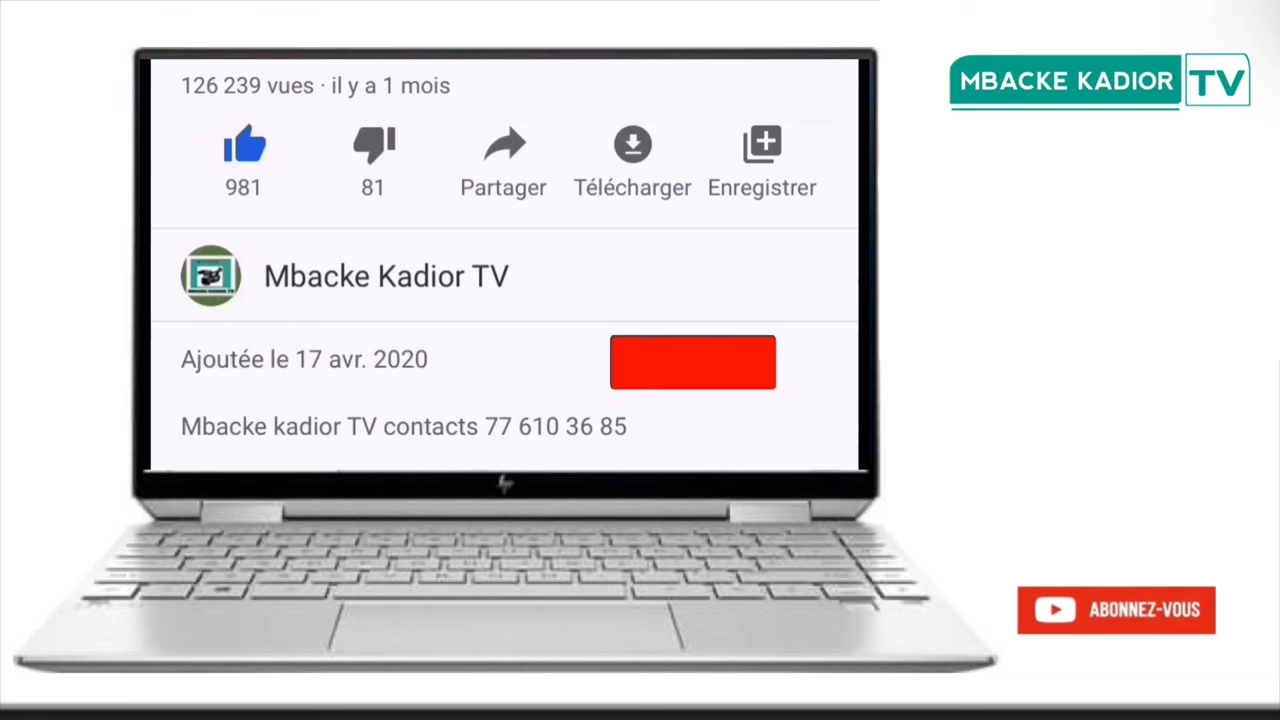 126 239 vues · il y a 1 mois
981 81 Partager Télécharger Enregistrer
Mbacke Kadior TV
Ajoutée le 17 avr. 2020
Mbacke kadior TV contacts 77 610 36 85
MBACKE KADIOR TV
ABONNEZ-VOUS